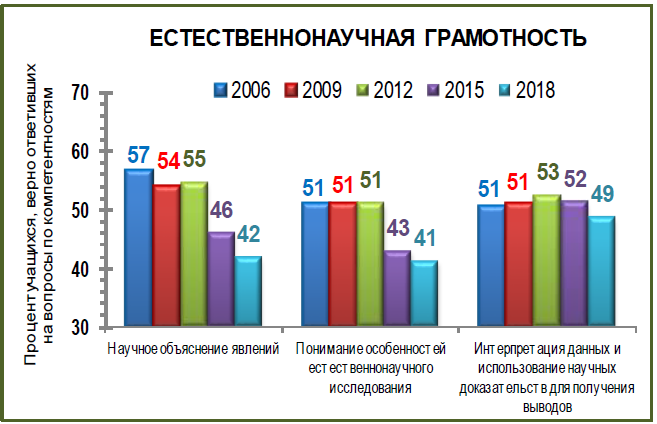 ЕСТЕСТВЕННОНАУЧНАЯ ГРАМОТНОСТЬ
2006 2009 2012 2015 2018
Процент учащихся, верно ответивших
на вопросы по компетентностям
70
60
50
40
30
57 54 55 46 42
51 51 51 43 41
51 51 53 52 49
Научное объяснение явлений
Понимание особенностей
естественнонаучного
исследования
Интерпретация данных и
использование научных
доказательств для получения
выводов